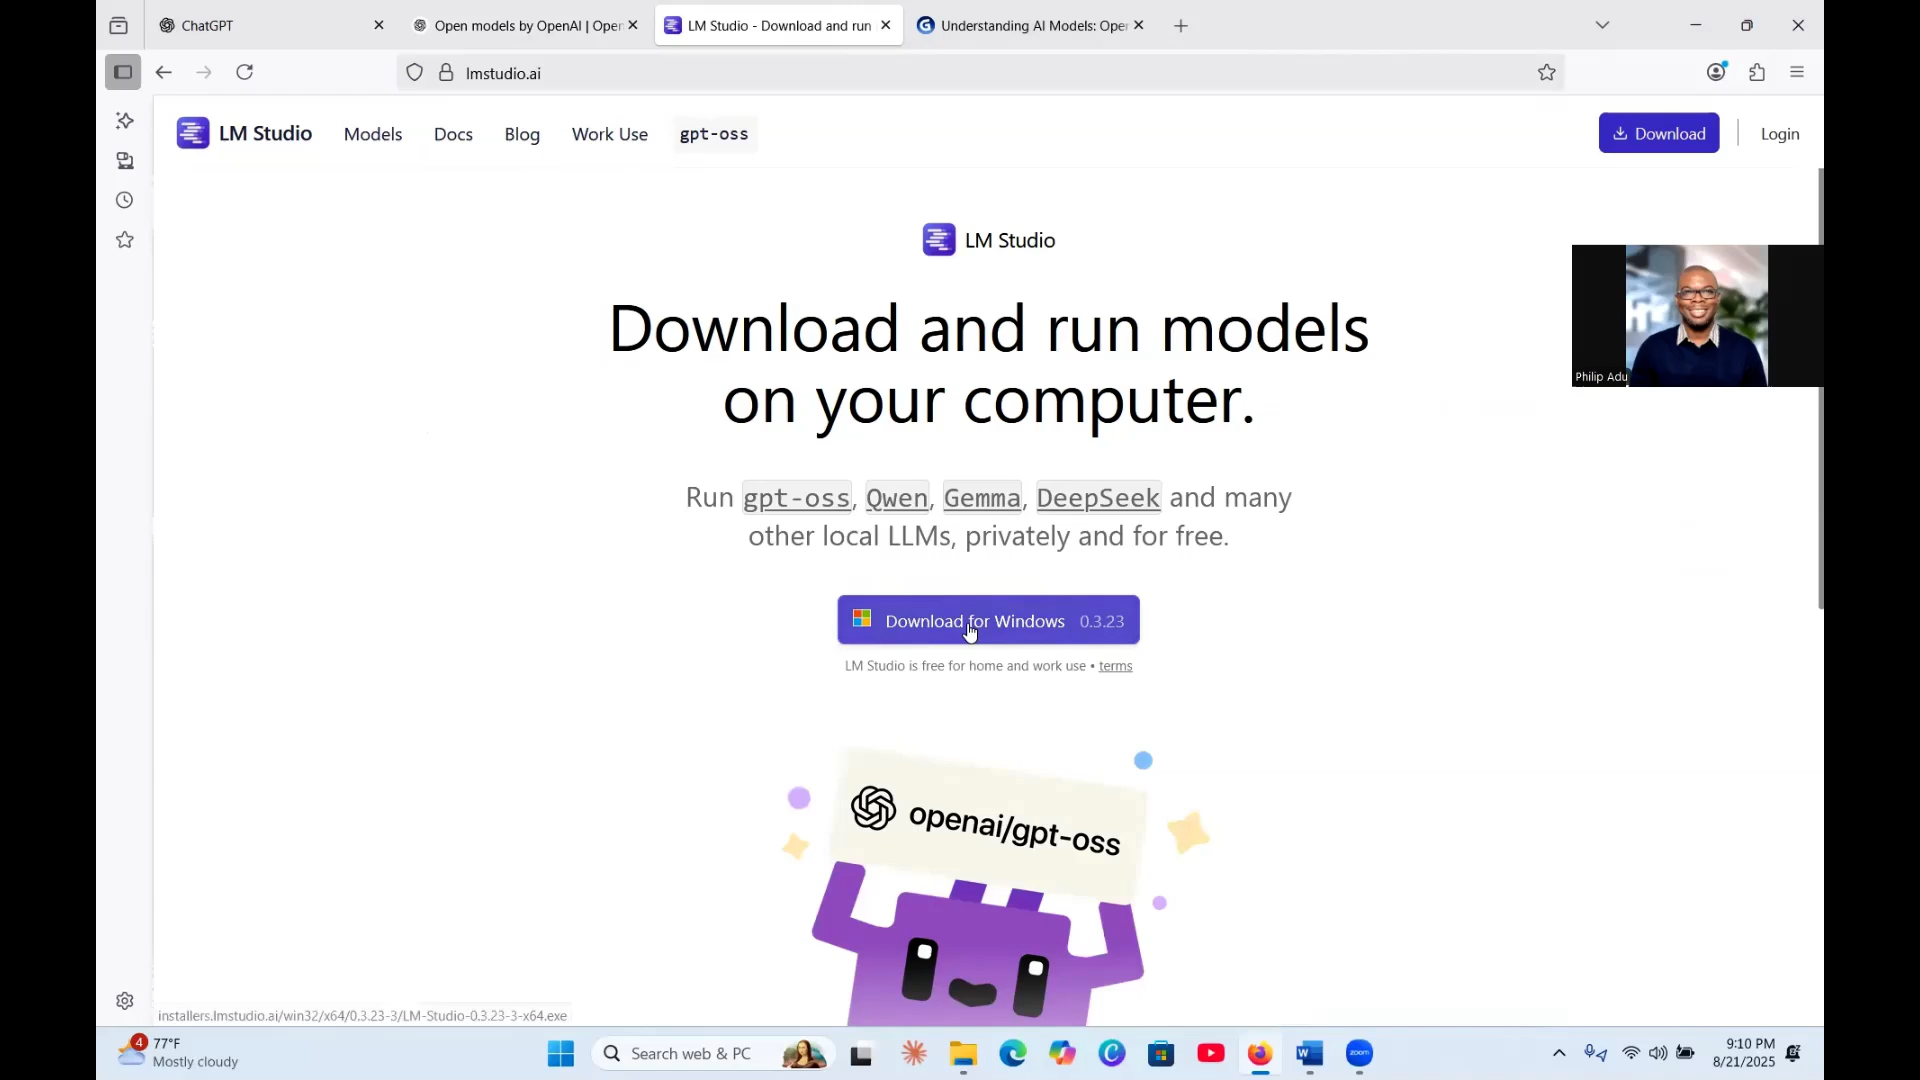 ChatGPT
Open models by OpenAI | Open
LM Studio - Download and run
Understanding AI Models: Oper
lmstudio.ai
LM Studio
Models
Docs
Blog
Work Use
gpt-oss
Download
Login
LM Studio
Download and run models
on your computer.
Philip Adu
Run gpt-oss, Qwen, Gemma, DeepSeek and many
other local LLMs, privately and for free.
Download for Windows 0.3.23
LM Studio is free for home and work use • terms
openai/gpt-oss
installers.lmstudio.ai/win32/x64/0.3.23-3/LM-Studio-0.3.23-3-x64.exe
4
77°F
Mostly cloudy
Search web & PC
zoom
9:10 PM
8/21/2025